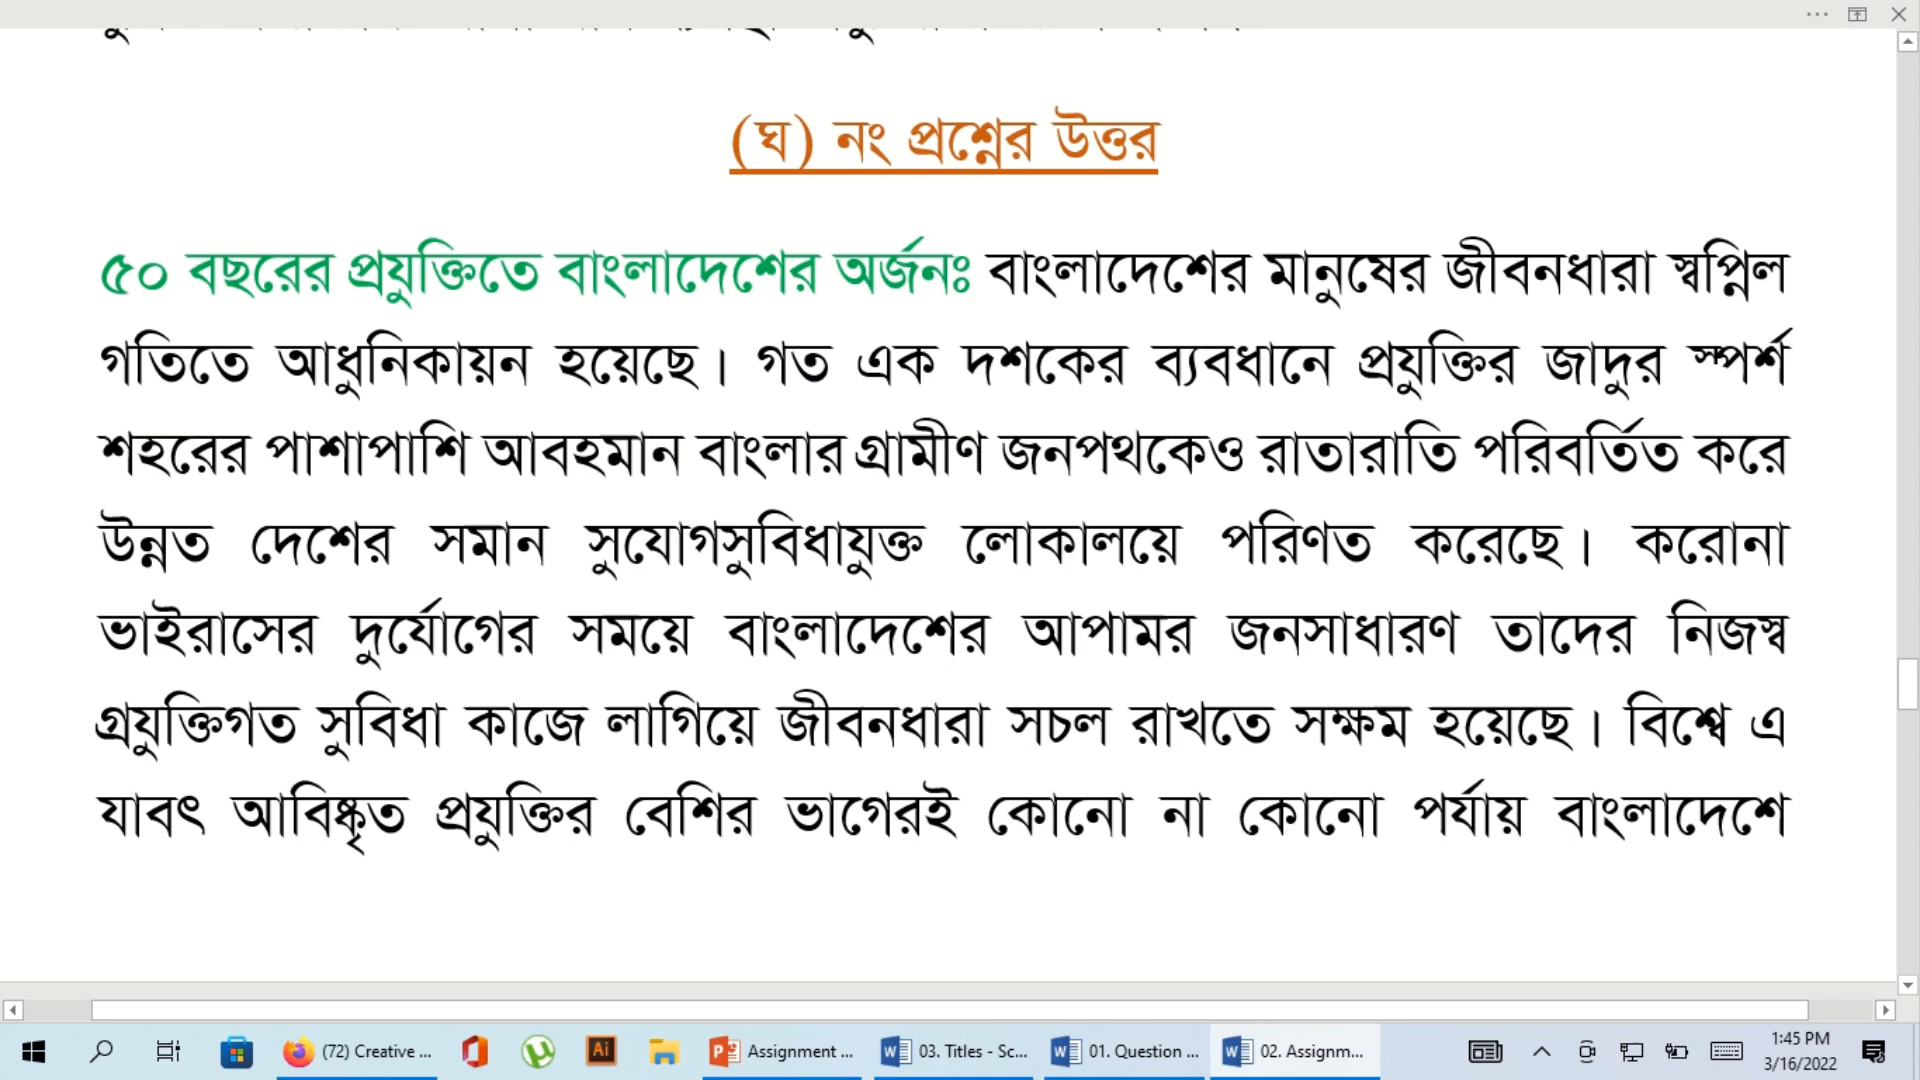 (ঘ) নং প্রশ্নের উত্তর
৫০ বছরের প্রযুক্তিতে বাংলাদেশের অর্জনঃ বাংলাদেশের মানুষের জীবনধারা স্বপ্নিল
গতিতে আধুনিকায়ন হয়েছে। গত এক দশকের ব্যবধানে প্রযুক্তির জাদুর স্পর্শ
শহরের পাশাপাশি আবহমান বাংলার গ্রামীণ জনপথকেও রাতারাতি পরিবর্তিত করে
উন্নত দেশের সমান সুযোগসুবিধাযুক্ত লোকালয়ে পরিণত করেছে। করোনা
ভাইরাসের দুর্যোগের সময়ে বাংলাদেশের আপামর জনসাধারণ তাদের নিজস্ব
গ্রযুক্তিগত সুবিধা কাজে লাগিয়ে জীবনধারা সচল রাখতে সক্ষম হয়েছে। বিশ্বে এ
যাবৎ আবিষ্কৃত প্রযুক্তির বেশির ভাগেরই কোনো না কোনো পর্যায় বাংলাদেশে
(72) Creative ...
Assignment ...
03. Titles - Sc...
01. Question ...
02. Assignm...
1:45 PM
3/16/2022